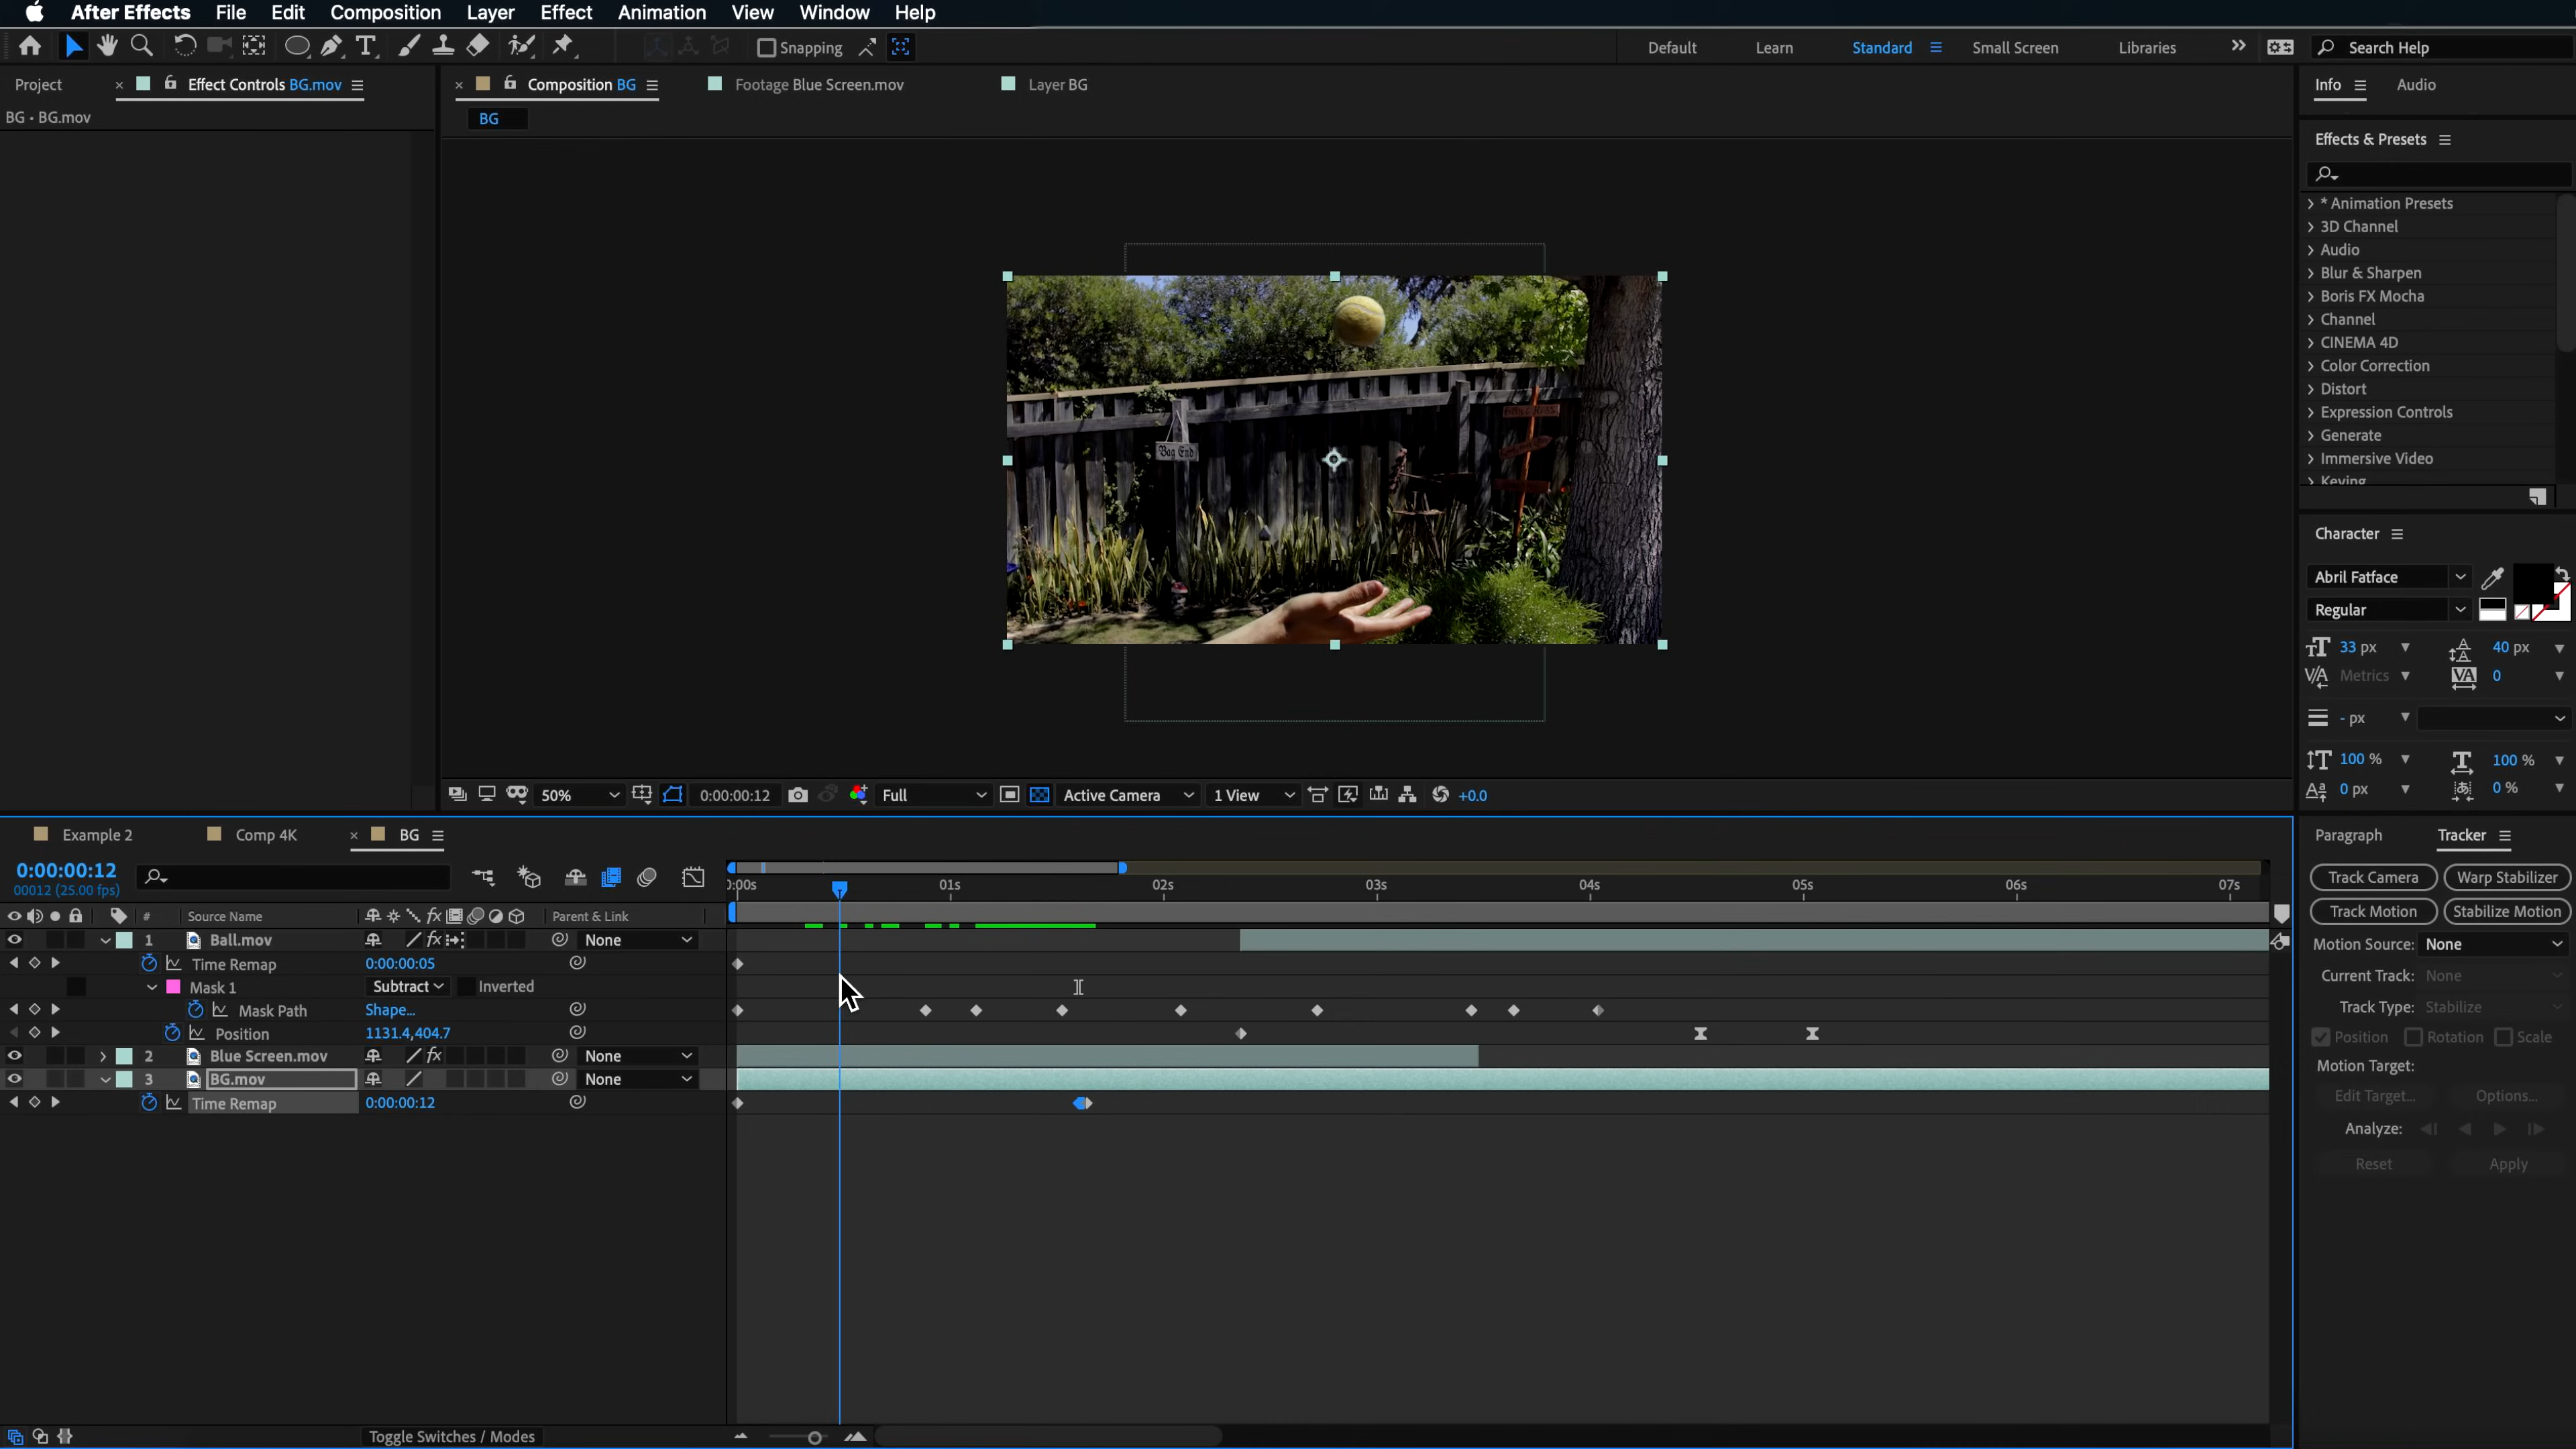 After Effects File Edit Composition Layer Effect Animation View Window Help
Snapping Default Learn Standard Small Screen Libraries Search Help
Project Effect Controls BG.mov Composition BG Footage Blue Screen.mov Layer BG Info Audio
BG • BG.mov
BG
Effects & Presets
* Animation Presets
3D Channel
Audio
Blur & Sharpen
Boris FX Mocha
Channel
CINEMA 4D
Color Correction
Distort
Expression Controls
Generate
Immersive Video
Keying
Bag End
Character
Abril Fatface
Regular
33 px 40 px
Metrics 0
- px
100 % 100 %
0 px 0 %
50% 0:00:00:12 Full Active Camera 1 View +0.0
Example 2 Comp 4K BG
Paragraph Tracker
0:00:00:12
00012 (25.00 fps)
0:00s 01s 02s 03s 04s 05s 06s 07s
# Source Name Parent & Link
1 Ball.mov None
Time Remap 0:00:00:05
Mask 1 Subtract Inverted
Mask Path Shape...
Position 1131.4,404.7
2 Blue Screen.mov None
3 BG.mov None
Time Remap 0:00:00:12
Toggle Switches / Modes
Track Camera Warp Stabilizer
Track Motion Stabilize Motion
Motion Source: None
Current Track: None
Track Type: Stabilize
Position Rotation Scale
Motion Target:
Edit Target... Options...
Analyze:
Reset Apply